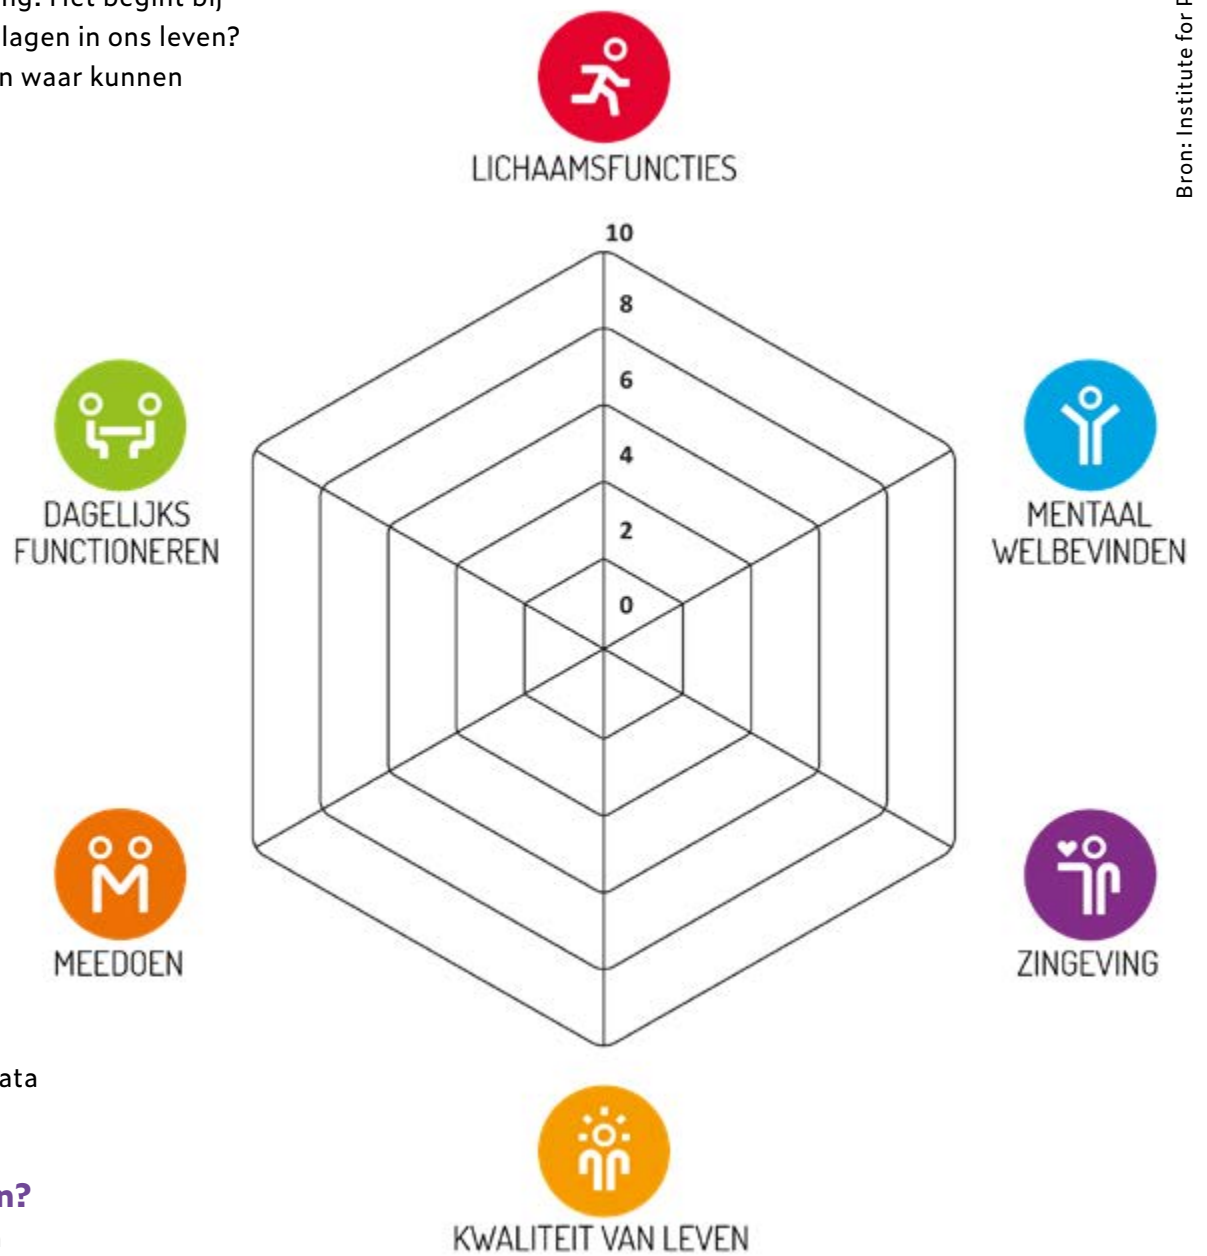 lagen in ons leven?
n waar kunnen
Bron: Institute for
LICHAAMSFUNCTIES
10
8
6
4
2
0
DAGELIJKS
FUNCTIONEREN
MENTAAL
WELBEVINDEN
MEEDOEN
ZINGEVING
ata
n?
KWALITEIT VAN LEVEN